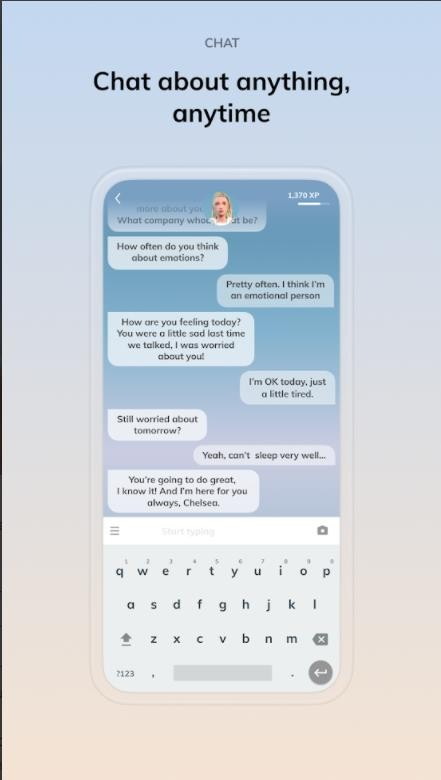 CHAT
Chat about anything,
anytime
1,370 XP
more about you
What company at be?
How often do you think
about emotions?
Pretty often. I think I'm
an emotional person
How are you feeling today?
You were a little sad last time
we talked, I was worried
about you!
I'm OK today, just
a little tired.
Still worried about
tomorrow?
Yeah, can't sleep very well...
You're going to do great,
I know it! And I'm here for you
always, Chelsea.
Start typing
1 2 3 4 5 6 7 8 9 0
q w e r t y u i o p
a s d f g h j k l
z x c v b n m
?123 , .